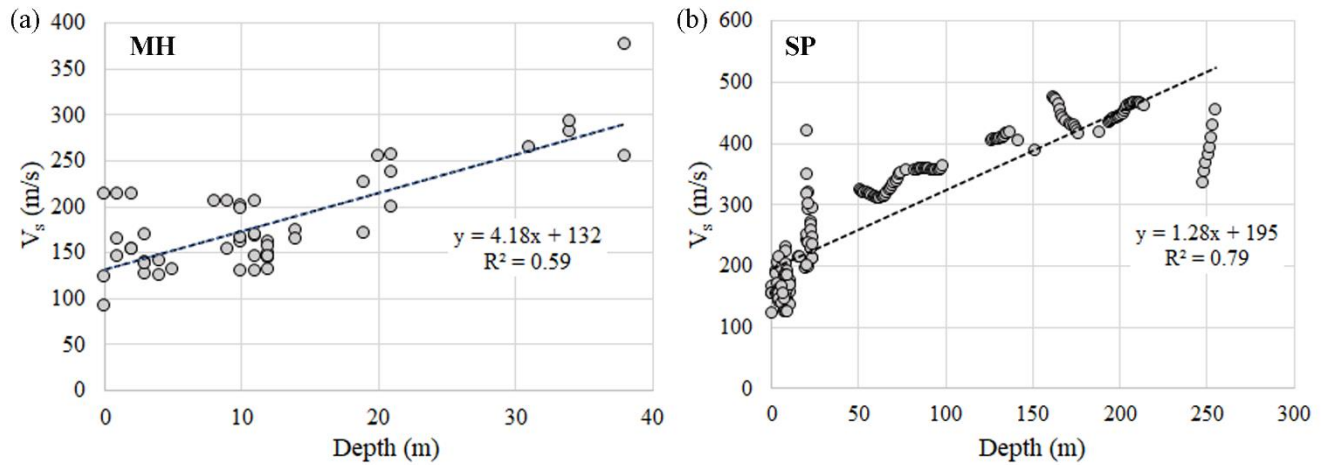 (a)
MH
400
350
300
250
200
150
100
50
0
V_s (m/s)
y = 4.18x + 132
R² = 0.59
0 10 20 30 40
Depth (m)
(b)
SP
600
500
400
300
200
100
0
V_s (m/s)
y = 1.28x + 195
R² = 0.79
0 50 100 150 200 250 300
Depth (m)